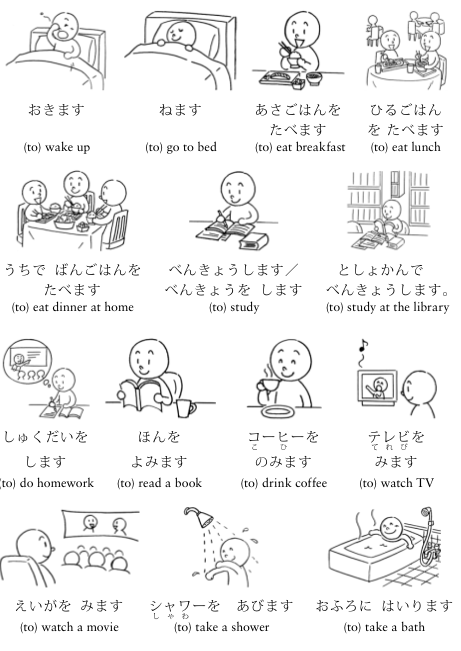 おきます
(to) wake up
ねます
(to) go to bed
あさごはんを
たべます
(to) eat breakfast
ひるごはん
を たべます
(to) eat lunch
うちで ばんごはんを
たべます
(to) eat dinner at home
べんきょうします／
べんきょうを します
(to) study
としょかんで
べんきょうします。
(to) study at the library
しゅくだいを
します
(to) do homework
ほんを
よみます
(to) read a book
コーヒーを
こ ひ
のみます
(to) drink coffee
テレビを
てれび
みます
(to) watch TV
えいがを みます
(to) watch a movie
シャワーを あびます
しゃわ
(to) take a shower
おふろに はいります
(to) take a bath